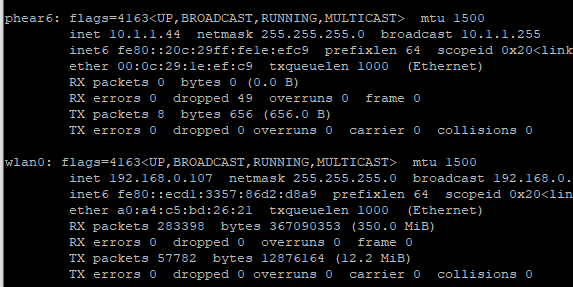 phear6: flags=4163<UP,BROADCAST,RUNNING,MULTICAST>  mtu 1500
inet 10.1.1.44  netmask 255.255.255.0  broadcast 10.1.1.255
inet6 fe80::20c:29ff:fe1e:efc9  prefixlen 64  scopeid 0x20<link
ether 00:0c:29:1e:ef:c9  txqueuelen 1000  (Ethernet)
RX packets 0  bytes 0 (0.0 B)
RX errors 0  dropped 49  overruns 0  frame 0
TX packets 8  bytes 656 (656.0 B)
TX errors 0  dropped 0 overruns 0  carrier 0  collisions 0
wlan0: flags=4163<UP,BROADCAST,RUNNING,MULTICAST>  mtu 1500
inet 192.168.0.107  netmask 255.255.255.0  broadcast 192.168.0.
inet6 fe80::ecd1:3357:86d2:d8a9  prefixlen 64  scopeid 0x20<lin
ether a0:a4:c5:bd:26:21  txqueuelen 1000  (Ethernet)
RX packets 283398  bytes 367090353 (350.0 MiB)
RX errors 0  dropped 0  overruns 0  frame 0
TX packets 57782  bytes 12876164 (12.2 MiB)
TX errors 0  dropped 0 overruns 0  carrier 0  collisions 0